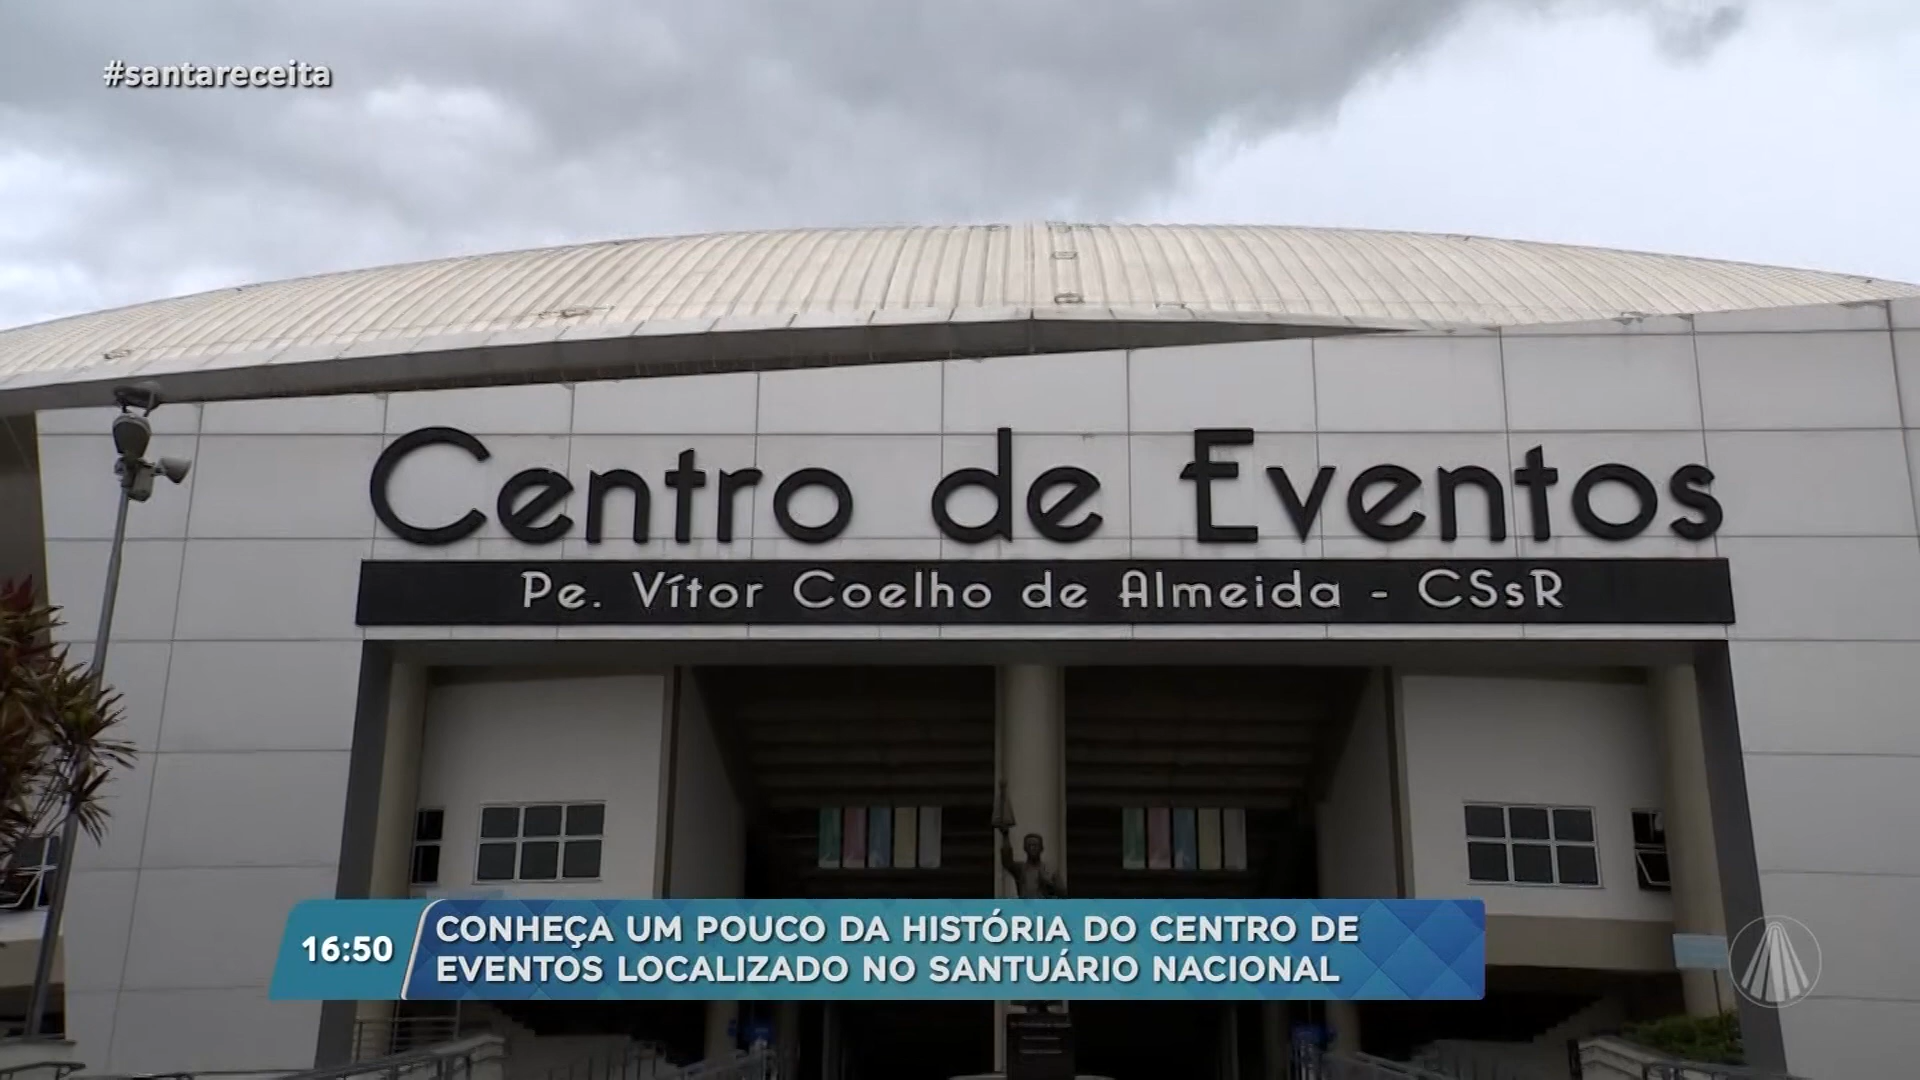 #santareceita
Centro de Eventos
Pe. Vítor Coelho de Almeida - CSsR
16:50
CONHEÇA UM POUCO DA HISTÓRIA DO CENTRO DE
EVENTOS LOCALIZADO NO SANTUÁRIO NACIONAL